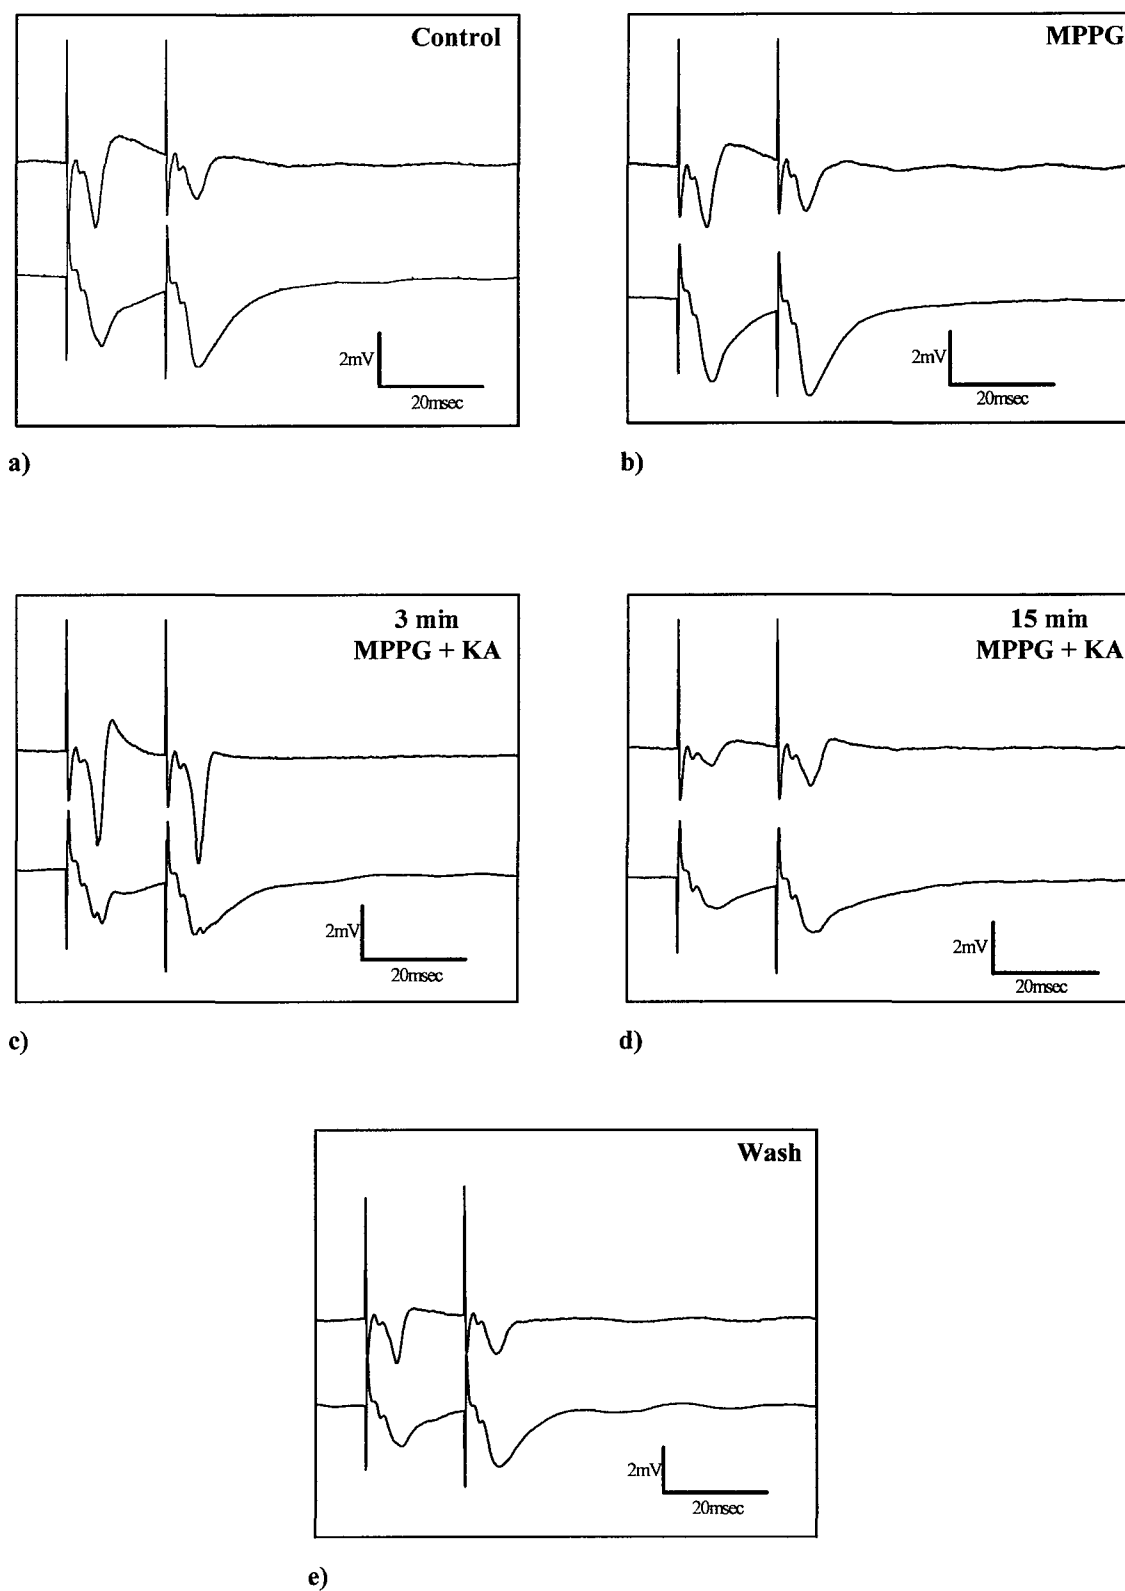 Control
2mV
20msec
a)
MPPG
2mV
20msec
b)
3 min
MPPG + KA
2mV
20msec
c)
15 min
MPPG + KA
2mV
20msec
d)
Wash
2mV
20msec
e)